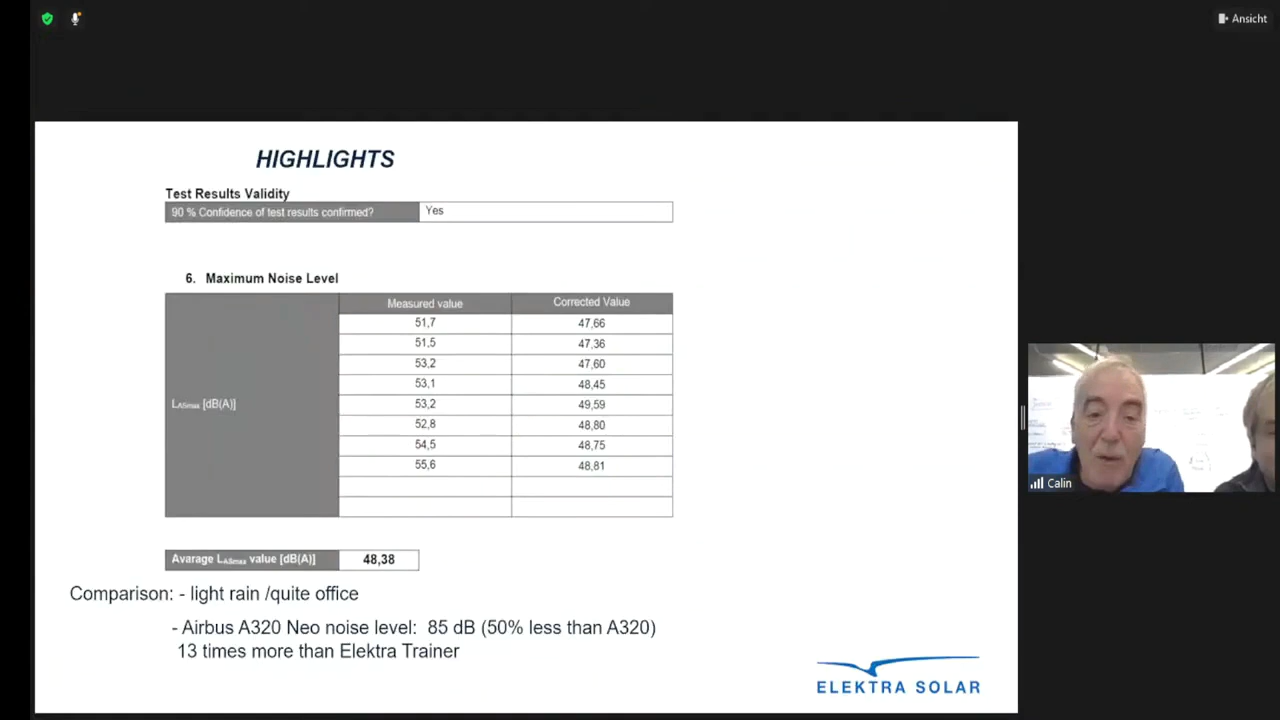 Ansicht
HIGHLIGHTS
Test Results Validity
90 % Confidence of test results confirmed? Yes
6. Maximum Noise Level
Measured value Corrected Value
51,7 47,66
51,5 47,36
53,2 47,60
53,1 48,45
LASmax [dB(A)] 53,2 49,59
52,8 48,80
54,5 48,75
55,6 48,81
Avarage LASmax value [dB(A)] 48,38
Comparison: - light rain /quite office
- Airbus A320 Neo noise level: 85 dB (50% less than A320)
13 times more than Elektra Trainer
ELEKTRA SOLAR
Calin